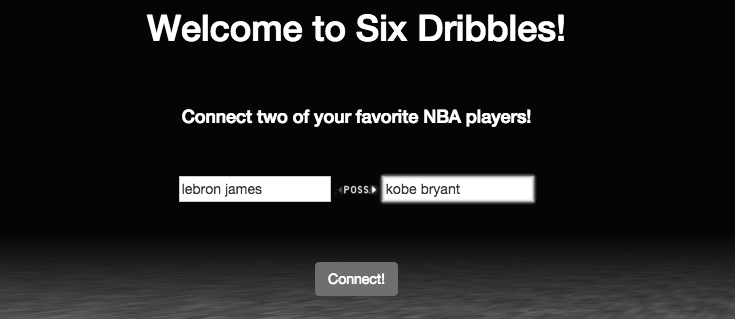 Welcome to Six Dribbles!
Connect two of your favorite NBA players!
lebron james POSS. kobe bryant
Connect!